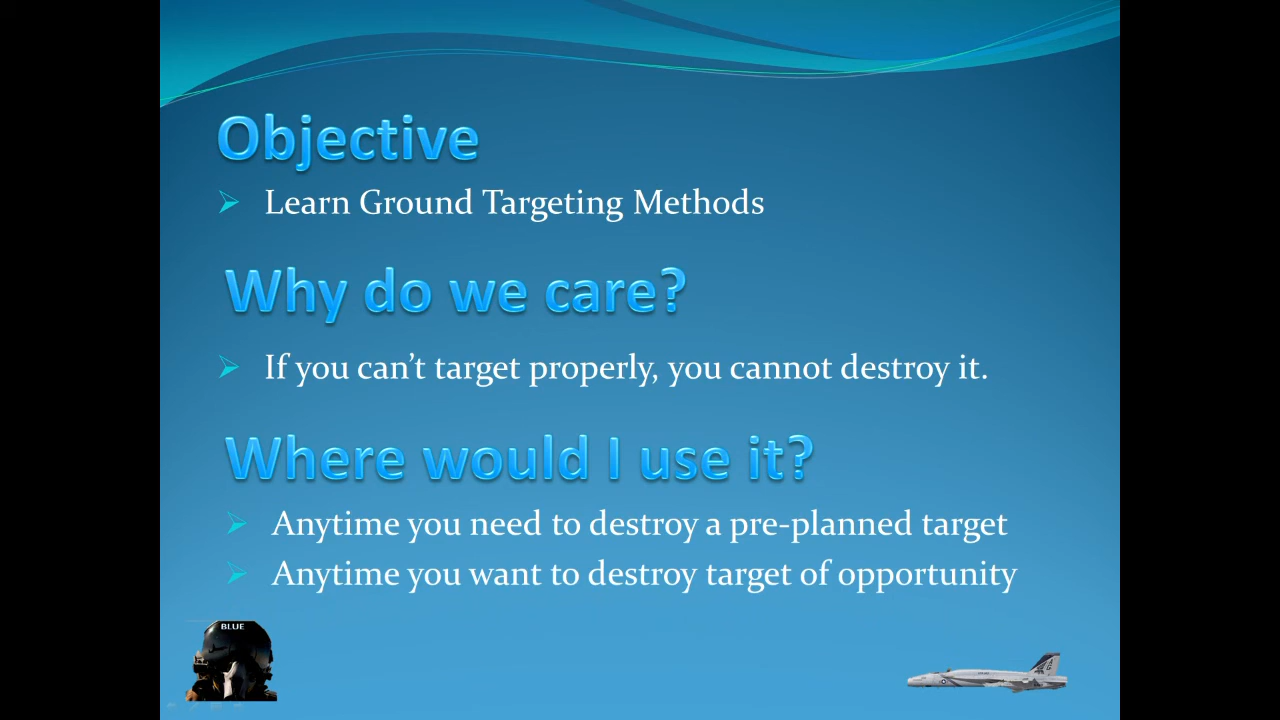 Objective
Learn Ground Targeting Methods
Why do we care?
If you can’t target properly, you cannot destroy it.
Where would I use it?
Anytime you need to destroy a pre-planned target
Anytime you want to destroy target of opportunity
BLUE